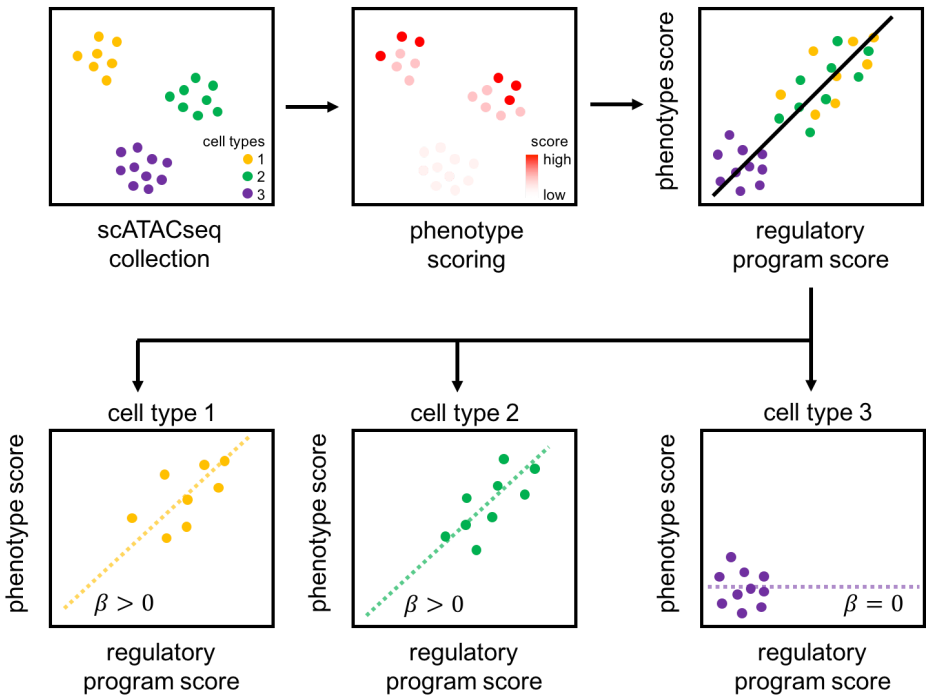 cell types
1
2
3
scATACseq
collection
score
high
low
phenotype
scoring
phenotype score
regulatory
program score
cell type 1
phenotype score
β > 0
regulatory
program score
cell type 2
phenotype score
β > 0
regulatory
program score
cell type 3
phenotype score
β = 0
regulatory
program score